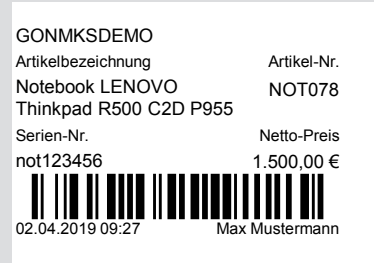 GONMKSDEMO
Artikelbezeichnung Artikel-Nr.
Notebook LENOVO NOT078
Thinkpad R500 C2D P955
Serien-Nr. Netto-Preis
not123456 1.500,00 €
02.04.2019 09:27 Max Mustermann